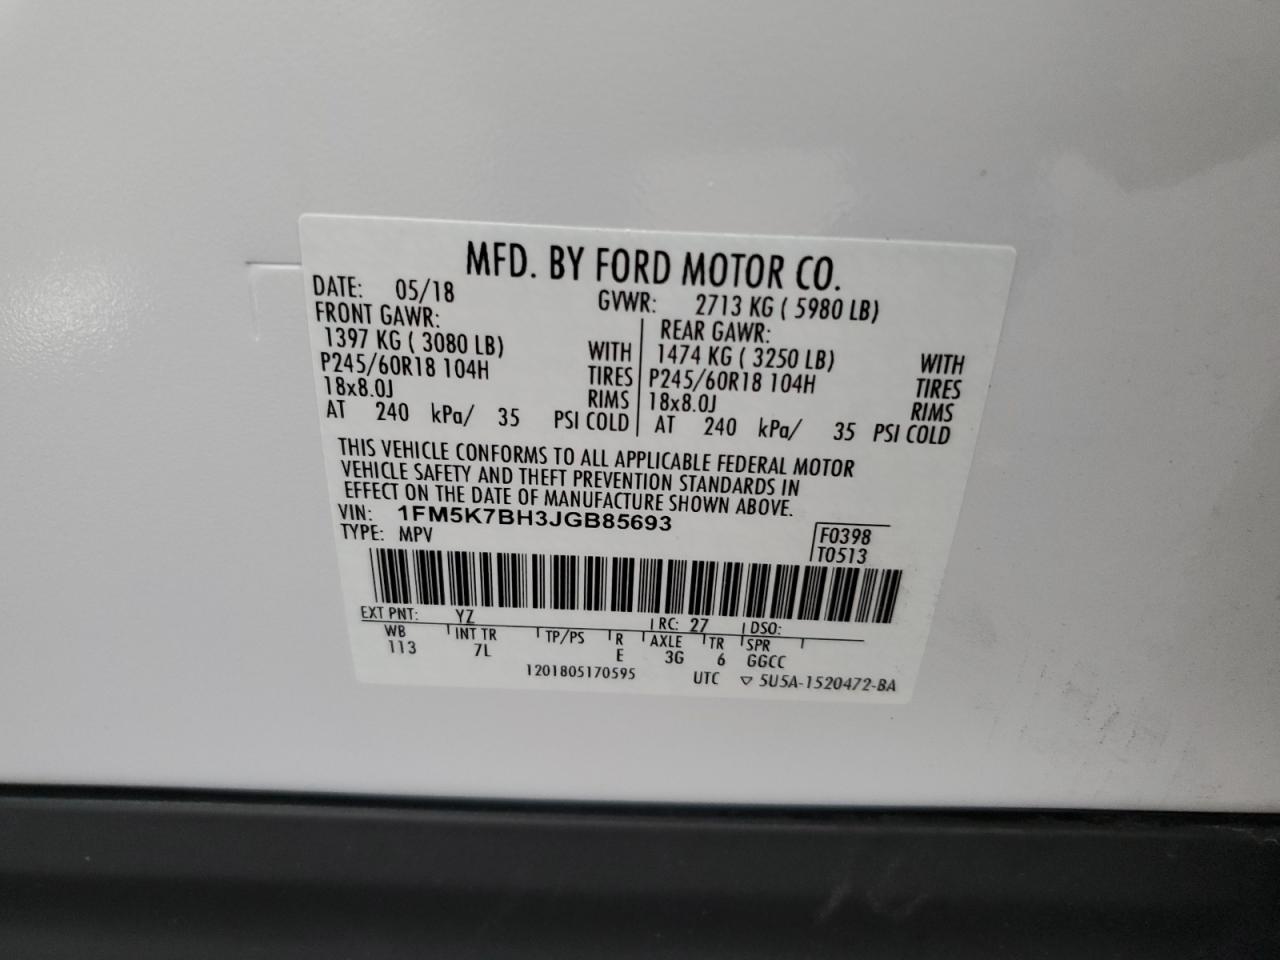 MFD. BY FORD MOTOR CO.
DATE: 05/18 GVWR: 2713 KG ( 5980 LB)
FRONT GAWR: REAR GAWR:
1397 KG ( 3080 LB) WITH 1474 KG ( 3250 LB) WITH
P245/60R18 104H TIRES P245/60R18 104H TIRES
18x8.0J RIMS 18x8.0J RIMS
AT 240 kPa/ 35 PSI COLD AT 240 kPa/ 35 PSI COLD
THIS VEHICLE CONFORMS TO ALL APPLICABLE FEDERAL MOTOR
VEHICLE SAFETY AND THEFT PREVENTION STANDARDS IN
EFFECT ON THE DATE OF MANUFACTURE SHOWN ABOVE.
VIN: 1FM5K7BH3JGB85693
TYPE: MPV
F0398
T0513
EXT PNT: YZ RC: 27 DSO:
WB INT TR TP/PS R AXLE TR SPR
113 7L E 3G 6 GGCC
1201805170595 UTC ▽ 5U5A-1520472-BA